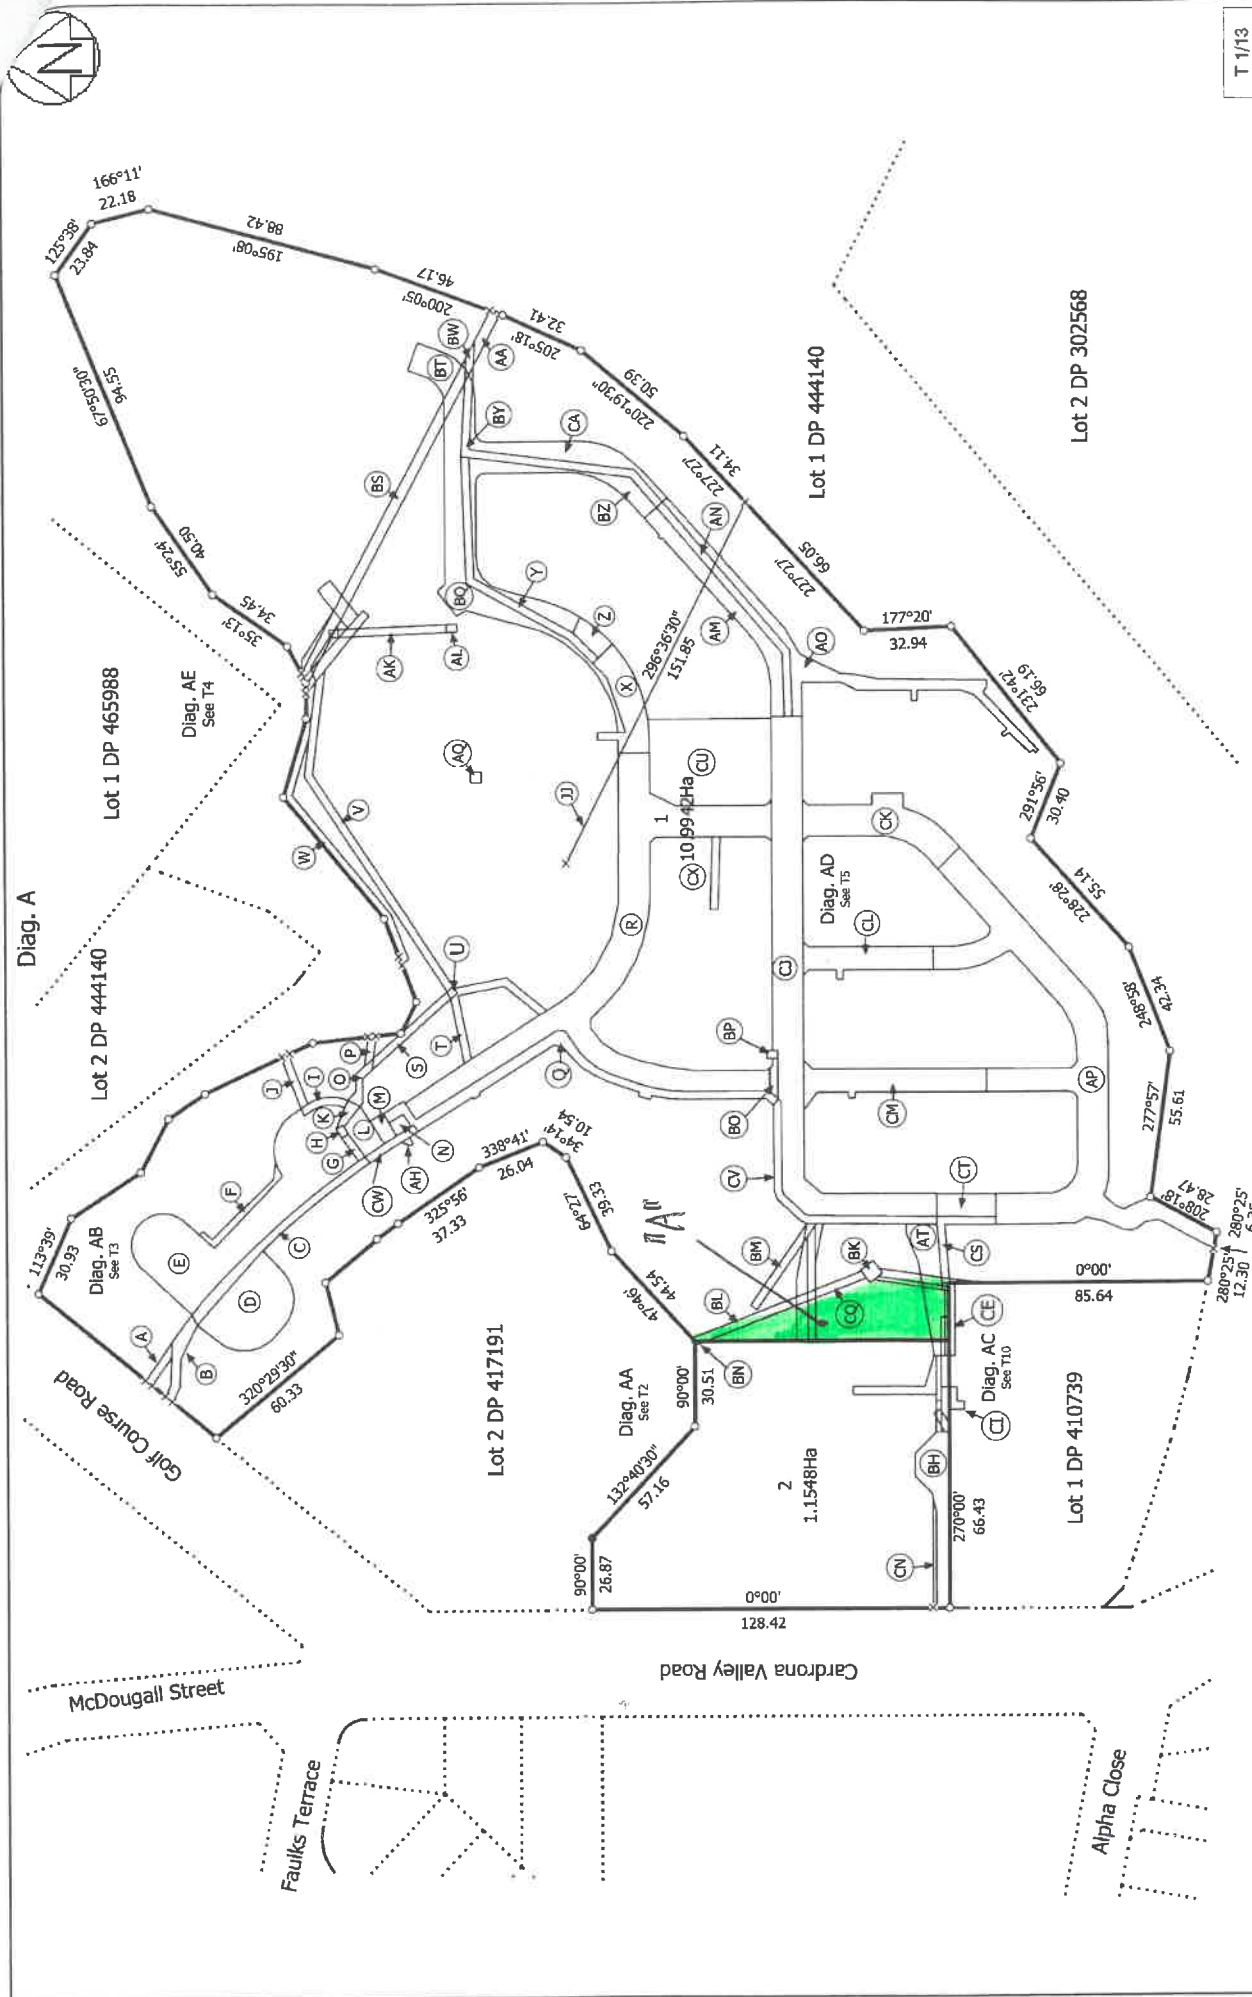 Diag. A
N
T 1/13
Lot 1 DP 465988
Lot 2 DP 444140
Lot 1 DP 444140
Lot 2 DP 302568
Lot 2 DP 417191
Lot 1 DP 410739
Diag. AE
See T4
Diag. AB
See T3
Diag. AA
See T2
Diag. AC
See T10
Diag. AD
See T5
1
10.9942Ha
2
1.1548Ha
"A"
Golf Course Road
McDougall Street
Faulks Terrace
Cardrona Valley Road
Alpha Close
166°11'
22.18
125°38'
23.84
195°08'
88.42
200°05'
46.17
205°18'
32.41
220°19'30"
50.39
227°27'
34.11
227°27'
66.05
177°20'
32.94
231°42'
66.19
291°56'
30.40
228°28'
55.14
248°58'
42.34
277°57'
55.61
208°18'
28.47
280°25'
280°25'
12.30
0°00'
85.64
270°00'
66.43
0°00'
128.42
90°00'
26.87
132°40'30"
57.16
90°00'
30.51
47°46'
44.54
64°27'
39.33
34°14'
10.54
338°41'
26.04
325°56'
37.33
320°29'30"
60.33
113°39'
30.93
35°13'
34.45
55°24'
40.50
67°50'30"
94.55
296°36'30"
151.85
A
B
C
D
E
F
G
H
I
J
K
L
M
N
O
P
Q
R
S
T
U
V
W
X
Y
Z
AA
AH
AK
AL
AM
AN
AO
AP
AQ
AT
BH
BK
BL
BM
BN
BO
BP
BQ
BS
BT
BW
BY
BZ
CA
CE
CI
CJ
CK
CL
CM
CN
CQ
CS
CT
CU
CV
CW
CX
JJ